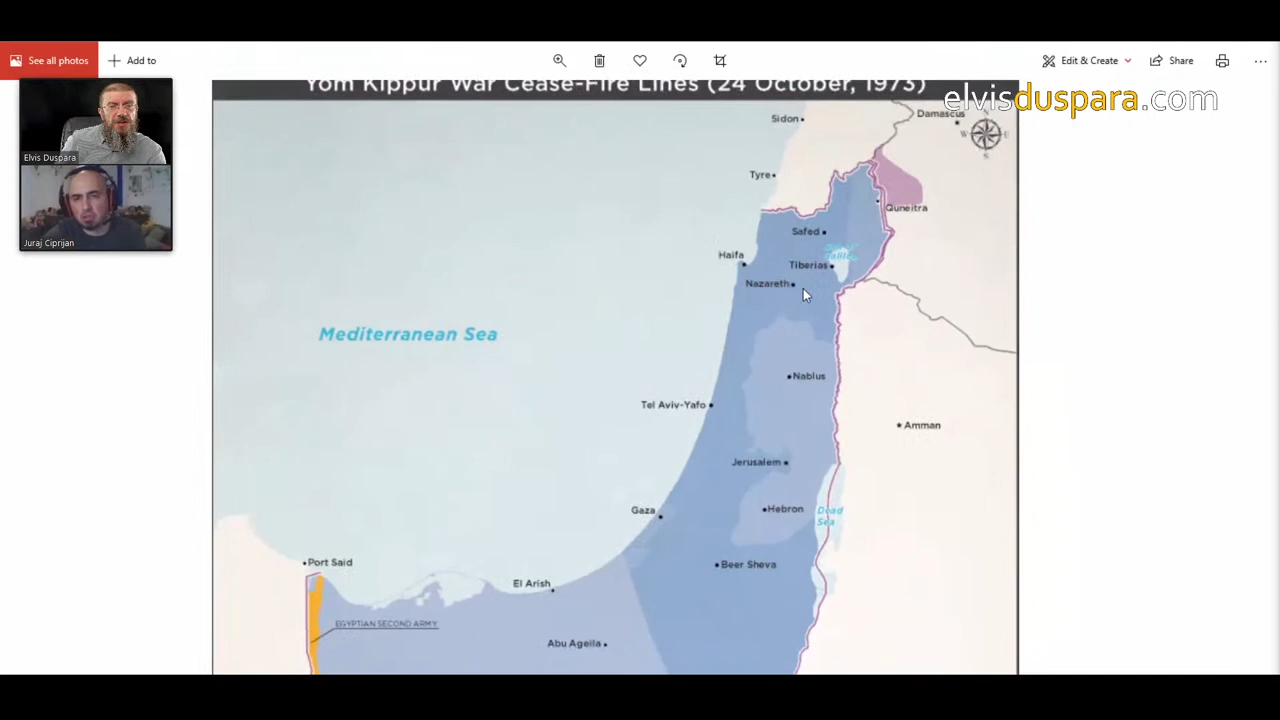 See all photos
Add to
Edit & Create
Share
Elvis Duspara
Juraj Ciprijan
elvisduspara.com
Yom Kippur War Cease-Fire Lines (24 October, 1973)
Sidon
Damascus
N
W
S
Tyre
Quneitra
Safed
Haifa
Tiberias
Galilee
Nazareth
Mediterranean Sea
Nablus
Tel Aviv-Yafo
Amman
Jerusalem
Gaza
Hebron
Dead
Sea
Port Said
Beer Sheva
El Arish
EGYPTIAN SECOND ARMY
Abu Ageila